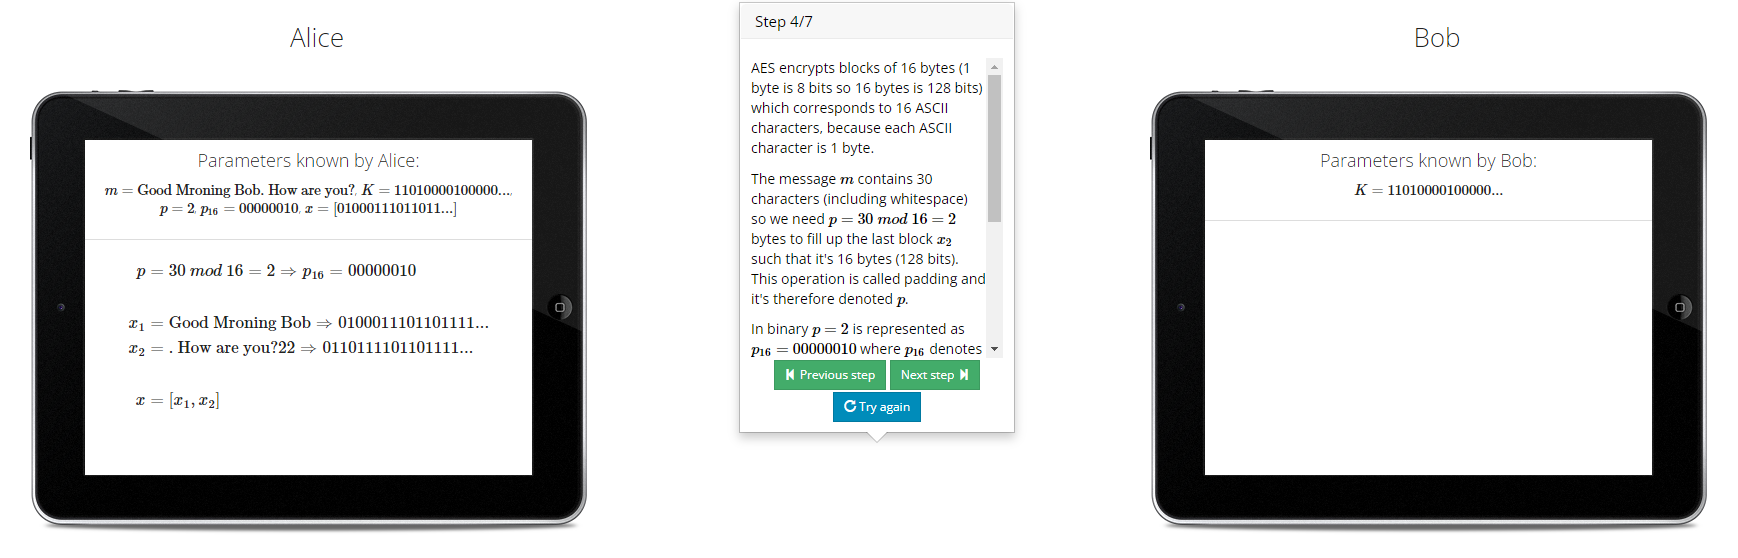 Alice
Parameters known by Alice:
m = Good Mroning Bob. How are you?, K = 11010000100000...,
p = 2, p16 = 00000010, x = [01000111011011...]
p = 30 mod 16 = 2 ⇒ p16 = 00000010
x1 = Good Mroning Bob ⇒ 0100011101101111...
x2 = . How are you?22 ⇒ 0110111101101111...
x = [x1, x2]
Step 4/7
AES encrypts blocks of 16 bytes (1
byte is 8 bits so 16 bytes is 128 bits)
which corresponds to 16 ASCII
characters, because each ASCII
character is 1 byte.
The message m contains 30
characters (including whitespace)
so we need p = 30 mod 16 = 2
bytes to fill up the last block x2
such that it's 16 bytes (128 bits).
This operation is called padding and
it's therefore denoted p.
In binary p = 2 is represented as
p16 = 00000010 where p16 denotes
Previous step
Next step
Try again
Bob
Parameters known by Bob:
K = 11010000100000...